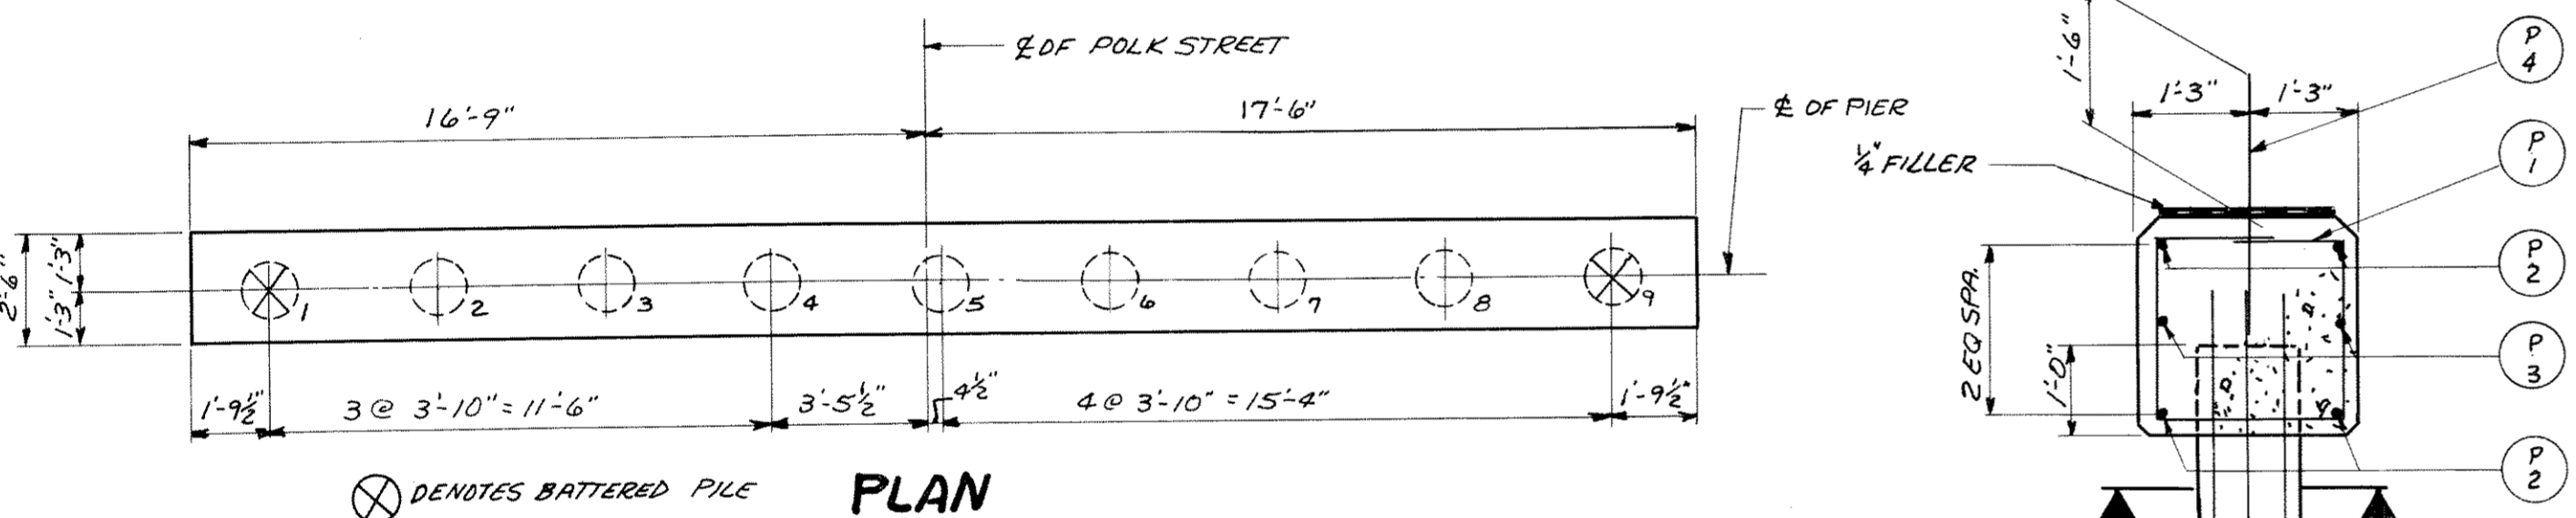 ℄ OF POLK STREET
16'-9"
17'-6"
℄ OF PIER
2'-6"
1'-3"
1'-3"
1
2
3
4
5
6
7
8
9
1'-9½"
3 @ 3'-10" = 11'-6"
3'-5½"
4½"
4 @ 3'-10" = 15'-4"
1'-9½"
DENOTES BATTERED PILE
PLAN
1'-6"
1'-3"
1'-3"
¼" FILLER
2 EQ SPA.
1'-0"
P
4
P
1
P
2
P
3
P
2